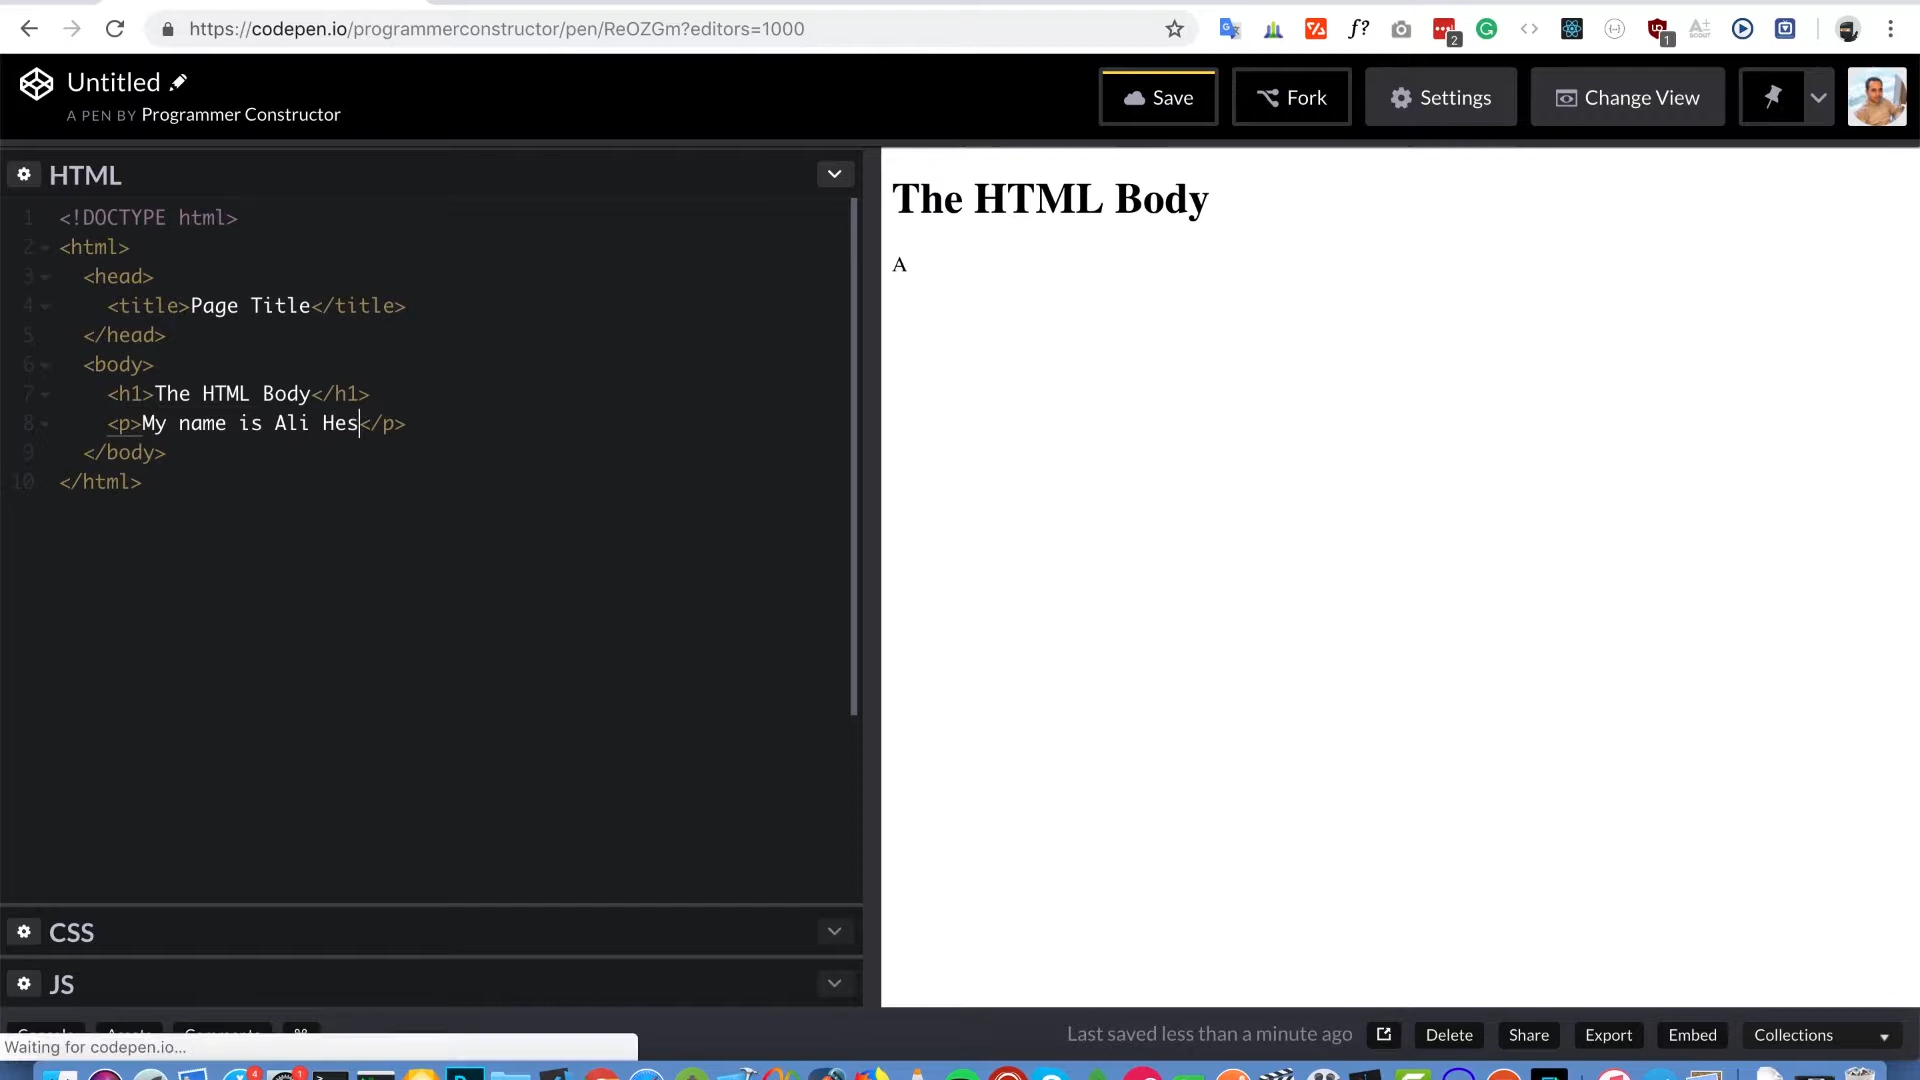 https://codepen.io/programmerconstructor/pen/ReOZGm?editors=1000
Untitled
A PEN BY Programmer Constructor
Save
Fork
Settings
Change View
HTML
1 <!DOCTYPE html>
2 <html>
3 <head>
4 <title>Page Title</title>
5 </head>
6 <body>
7 <h1>The HTML Body</h1>
8 <p>My name is Ali Hes</p>
9 </body>
10 </html>
The HTML Body
A
CSS
JS
Console Assets Comments ⌘
Last saved less than a minute ago
Delete
Share
Export
Embed
Collections
Waiting for codepen.io...